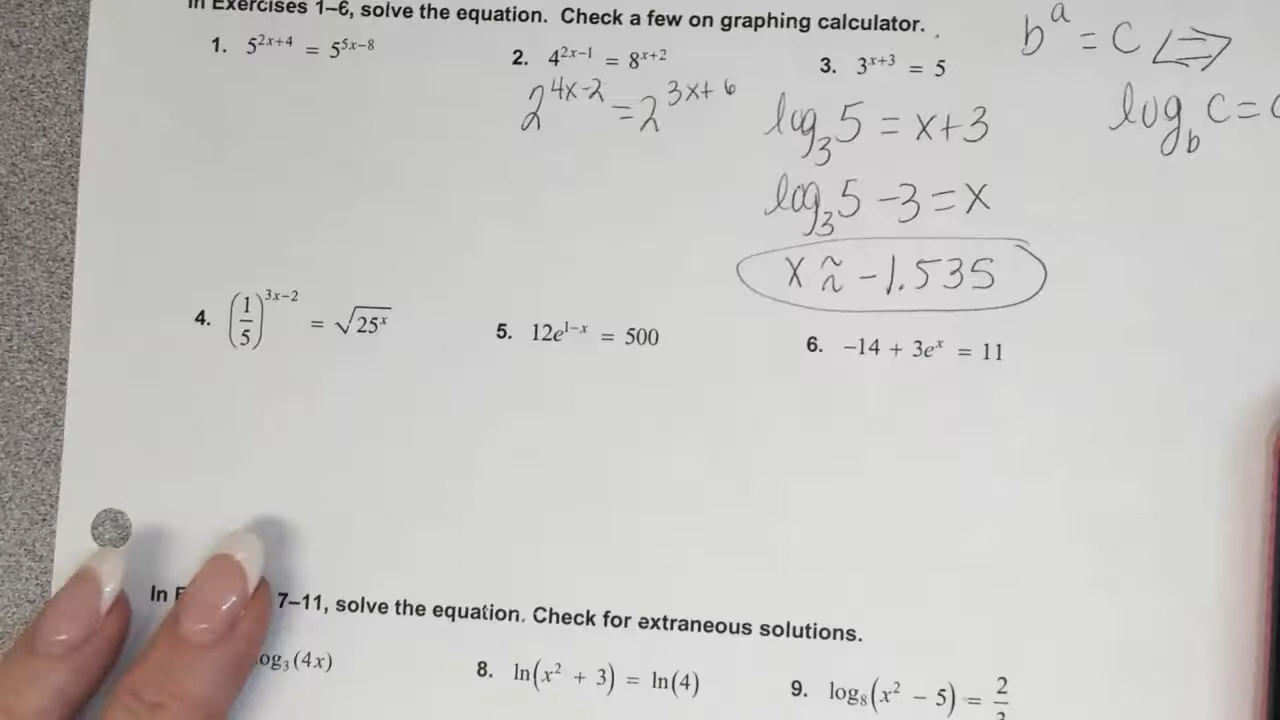 In Exercises 1–6, solve the equation. Check a few on graphing calculator.
1. 5^{2x+4} = 5^{5x−8}
2. 4^{2x−1} = 8^{x+2}
3. 3^{x+3} = 5
b^a = c ⇔
log_b c =
2^{4x-2} = 2^{3x+6}
log_3 5 = x+3
log_3 5 - 3 = x
x ≈ -1.535
4. (1/5)^{3x−2} = √25^x
5. 12e^{1−x} = 500
6. −14 + 3e^x = 11
In 7–11, solve the equation. Check for extraneous solutions.
log_3(4x)
8. ln(x² + 3) = ln(4)
9. log_8(x² − 5) = 2